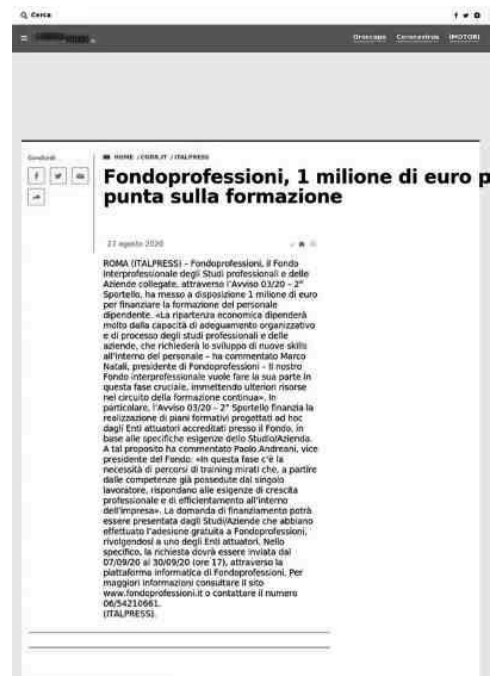 Cerca
Oroscopo Coronavirus IMOTORI
Condividi
HOME / CORR.IT / ITALPRESS
Fondoprofessioni, 1 milione di euro p
punta sulla formazione
27 agosto 2020
ROMA (ITALPRESS) – Fondoprofessioni, il Fondo
Interprofessionale degli Studi professionali e delle
Aziende collegate, attraverso l'Avviso 03/20 – 2°
Sportello, ha messo a disposizione 1 milione di euro
per finanziare la formazione del personale
dipendente. «La ripartenza economica dipenderà
molto dalla capacità di adeguamento organizzativo
e di processo degli studi professionali e delle
aziende, che richiederà lo sviluppo di nuove skills
all'interno del personale – ha commentato Marco
Natali, presidente di Fondoprofessioni – Il nostro
Fondo interprofessionale vuole fare la sua parte in
questa fase cruciale, immettendo ulteriori risorse
nel circuito della formazione continua». In
particolare, l'Avviso 03/20 – 2° Sportello finanzia la
realizzazione di piani formativi progettati ad hoc
dagli Enti attuatori accreditati presso il Fondo, in
base alle specifiche esigenze dello Studio/Azienda.
A tal proposito ha commentato Paolo Andreani, vice
presidente del Fondo: «In questa fase c'è la
necessità di percorsi di training mirati che, a partire
dalle competenze già possedute dal singolo
lavoratore, rispondano alle esigenze di crescita
professionale e di efficientamento all'interno
dell'impresa». La domanda di finanziamento potrà
essere presentata dagli Studi/Aziende che abbiano
effettuato l'adesione gratuita a Fondoprofessioni,
rivolgendosi a uno degli Enti attuatori. Nello
specifico, la richiesta dovrà essere inviata dal
07/09/20 al 30/09/20 (ore 17), attraverso la
piattaforma informatica di Fondoprofessioni. Per
maggiori informazioni consultare il sito
www.fondoprofessioni.it o contattare il numero
06/54210661.
(ITALPRESS).